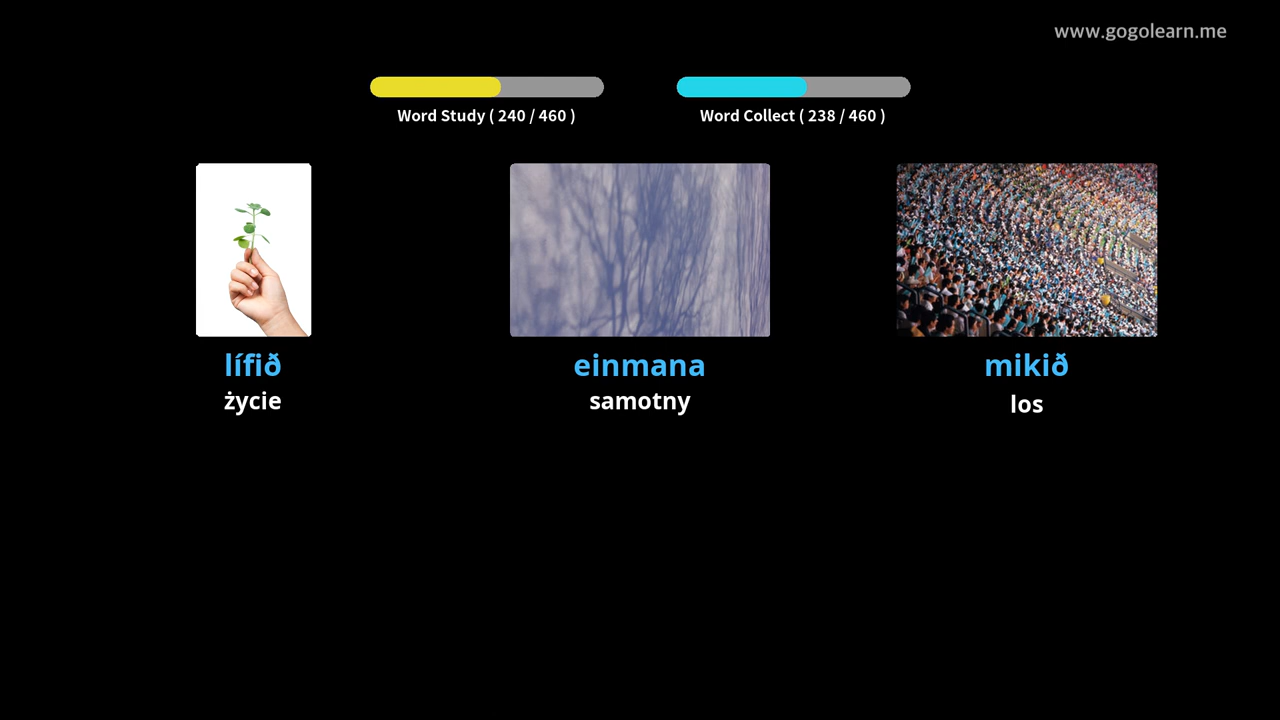 www.gogolearn.me
Word Study ( 240 / 460 )
Word Collect ( 238 / 460 )
lífið
einmana
mikið
życie
samotny
los